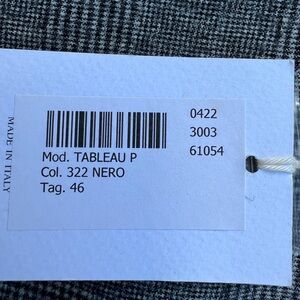 MADE IN ITALY
0422
3003
61054
Mod. TABLEAU P
Col. 322 NERO
Tag. 46